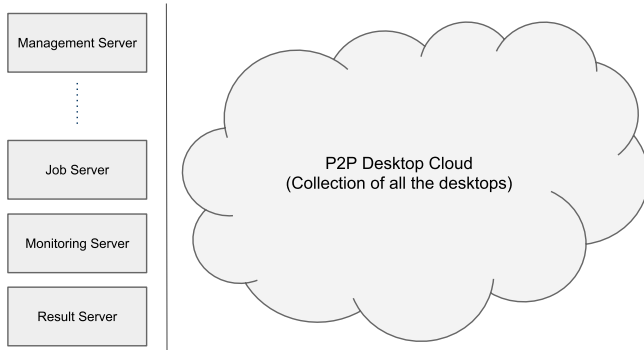 Management Server
Job Server
Monitoring Server
Result Server
P2P Desktop Cloud
(Collection of all the desktops)